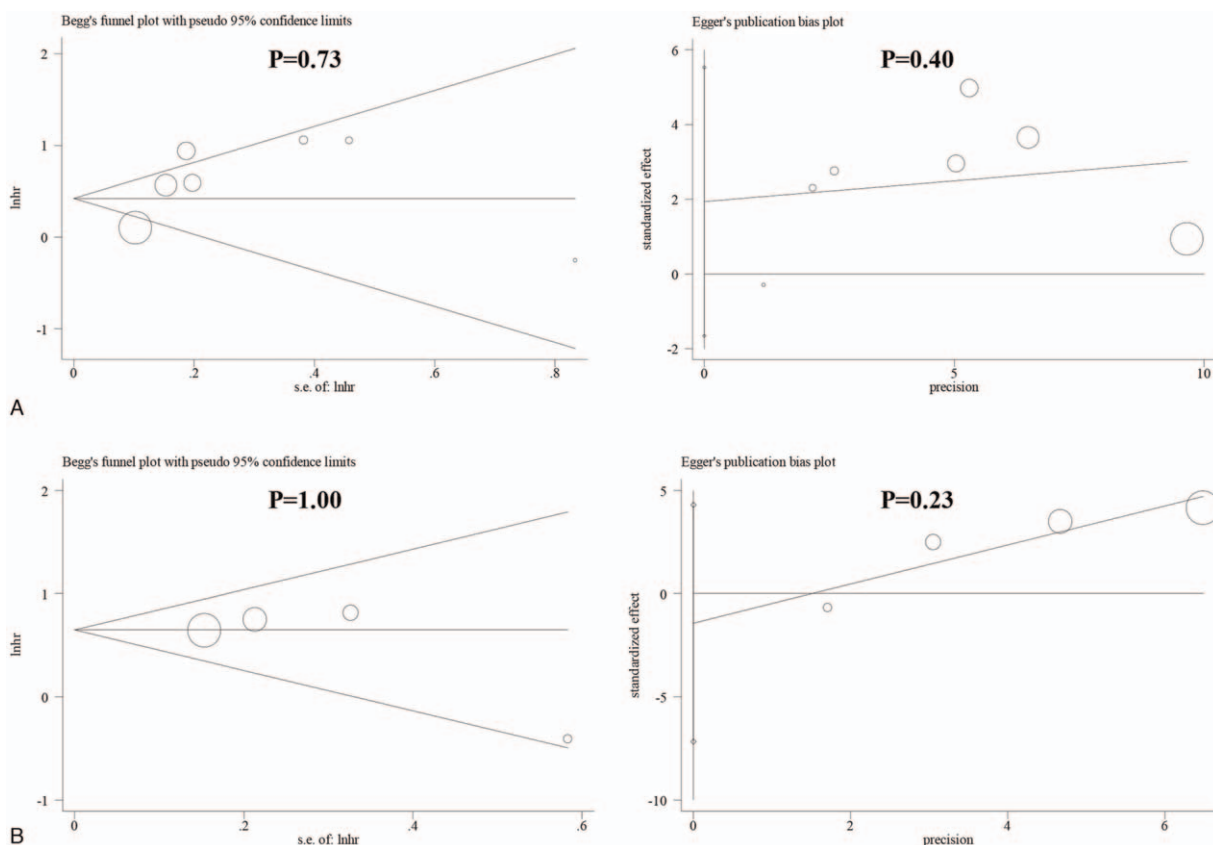 Begg's funnel plot with pseudo 95% confidence limits
P=0.73
lnhr
2
1
0
-1
0 .2 .4 .6 .8
s.e. of: lnhr
Egger's publication bias plot
P=0.40
standardized effect
6
4
2
0
-2
0 5 10
precision
A
Begg's funnel plot with pseudo 95% confidence limits
P=1.00
lnhr
2
1
0
-1
0 .2 .4 .6
s.e. of: lnhr
Egger's publication bias plot
P=0.23
standardized effect
5
0
-5
-10
0 2 4 6
precision
B